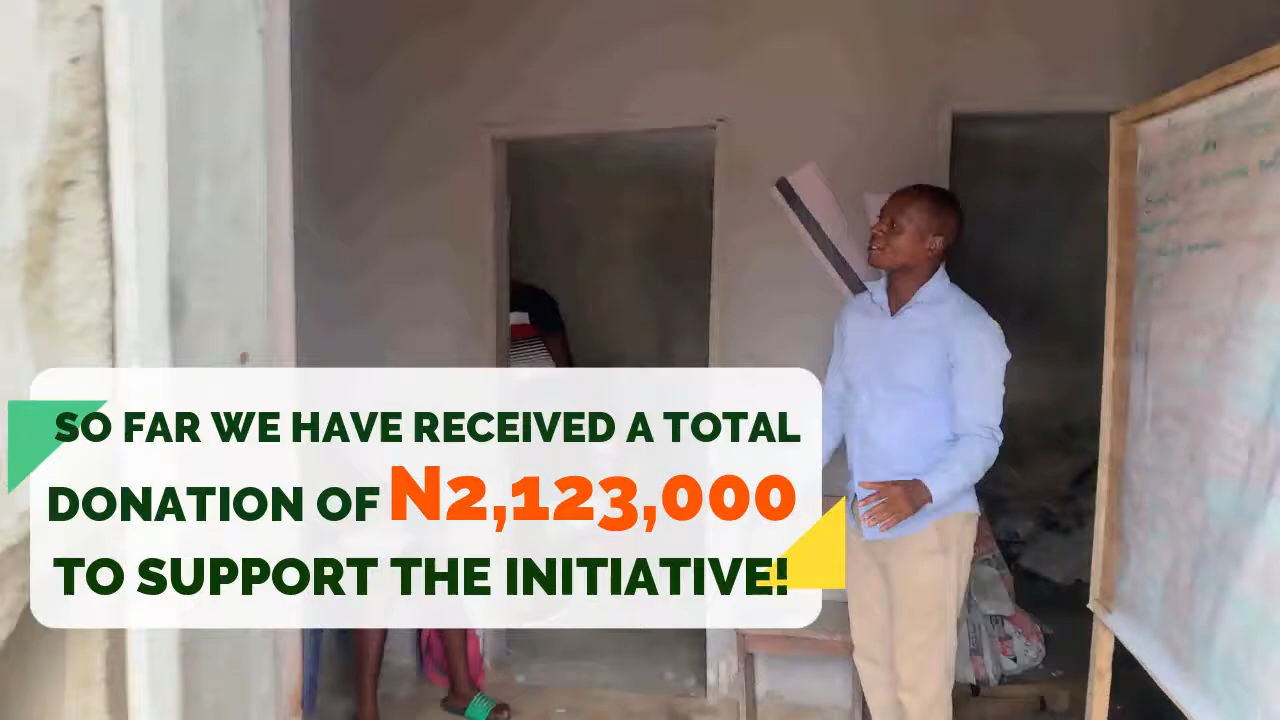 SO FAR WE HAVE RECEIVED A TOTAL
DONATION OF N2,123,000
TO SUPPORT THE INITIATIVE!